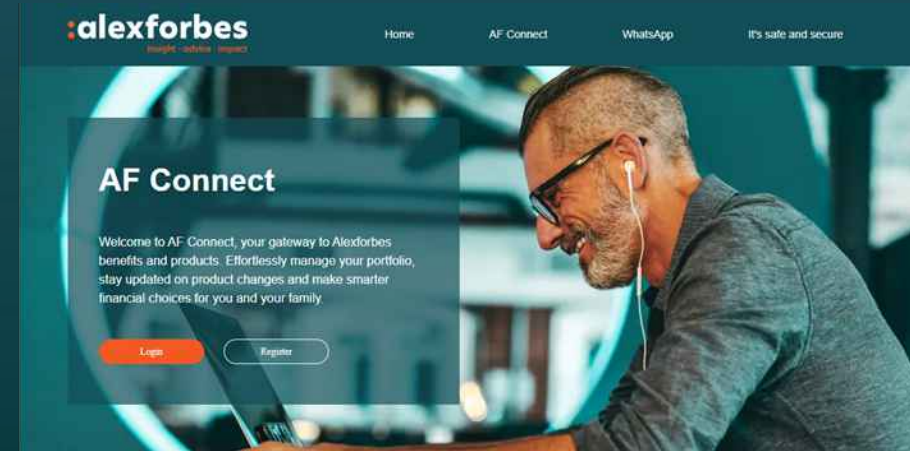 :alexforbes
insight · advice · impact
Home AF Connect WhatsApp It's safe and secure
AF Connect
Welcome to AF Connect, your gateway to Alexforbes
benefits and products. Effortlessly manage your portfolio,
stay updated on product changes and make smarter
financial choices for you and your family.
Login Register